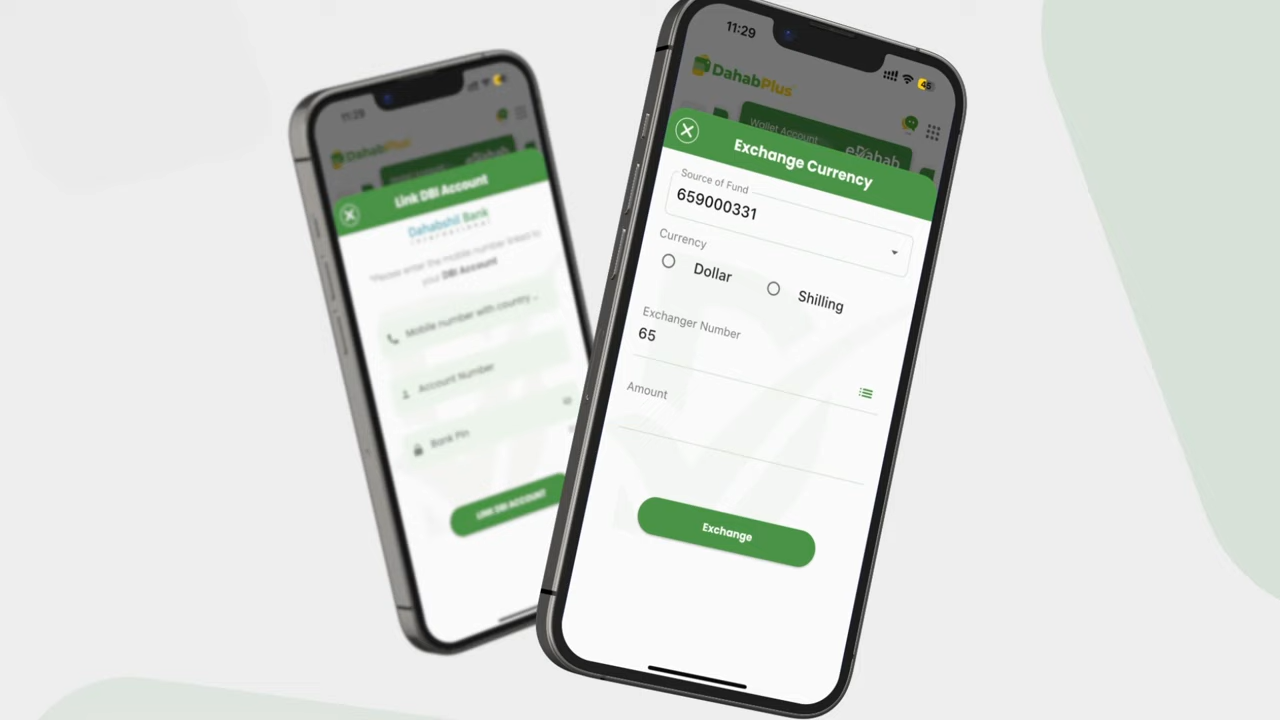 11:29
DahabPlus
Link DBI Account
Dahabshil Bank
International
*Please enter the mobile number linked to
your DBI Account
Mobile number with country ...
Account Number
Bank Pin
LINK DBI ACCOUNT
11:29
45
DahabPlus
Wallet Account
eDahab
Exchange Currency
Source of Fund
659000331
Currency
Dollar
Shilling
Exchanger Number
65
Amount
Exchange